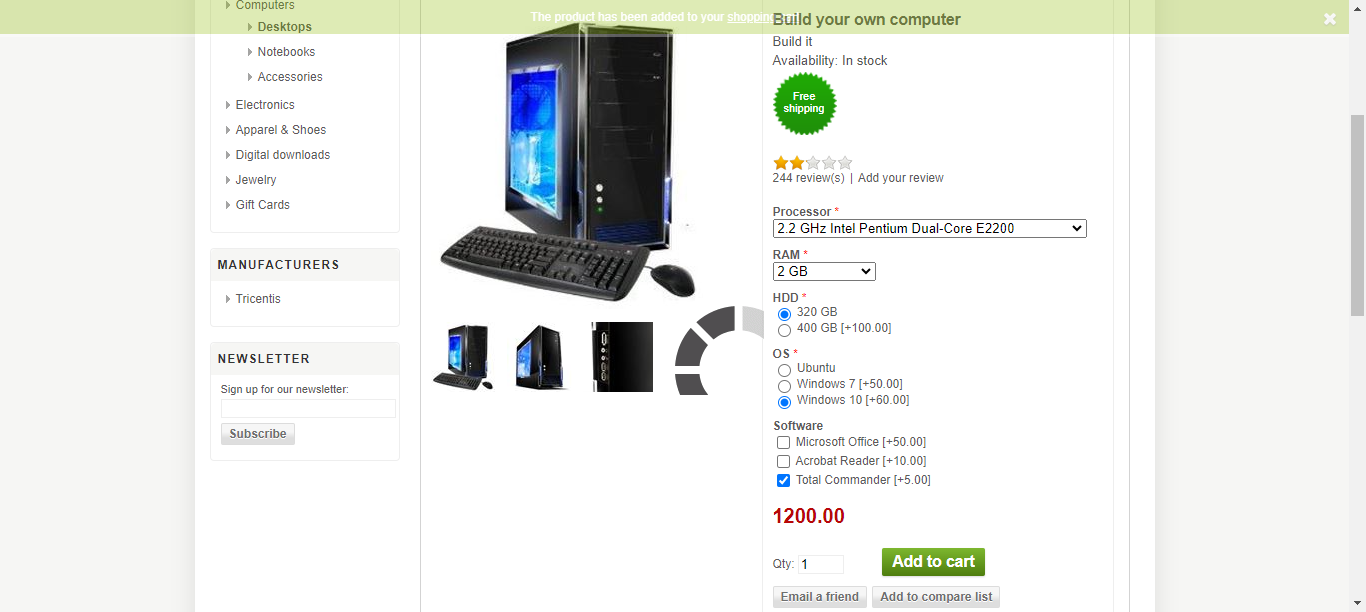 The product has been added to your shopping
Computers
Desktops
Notebooks
Accessories
Electronics
Apparel & Shoes
Digital downloads
Jewelry
Gift Cards
MANUFACTURERS
Tricentis
NEWSLETTER
Sign up for our newsletter:
Subscribe
Build your own computer
Build it
Availability: In stock
Free
shipping
244 review(s) | Add your review
Processor *
2.2 GHz Intel Pentium Dual-Core E2200
RAM *
2 GB
HDD *
320 GB
400 GB [+100.00]
OS *
Ubuntu
Windows 7 [+50.00]
Windows 10 [+60.00]
Software
Microsoft Office [+50.00]
Acrobat Reader [+10.00]
Total Commander [+5.00]
1200.00
Qty: 1
Add to cart
Email a friend
Add to compare list